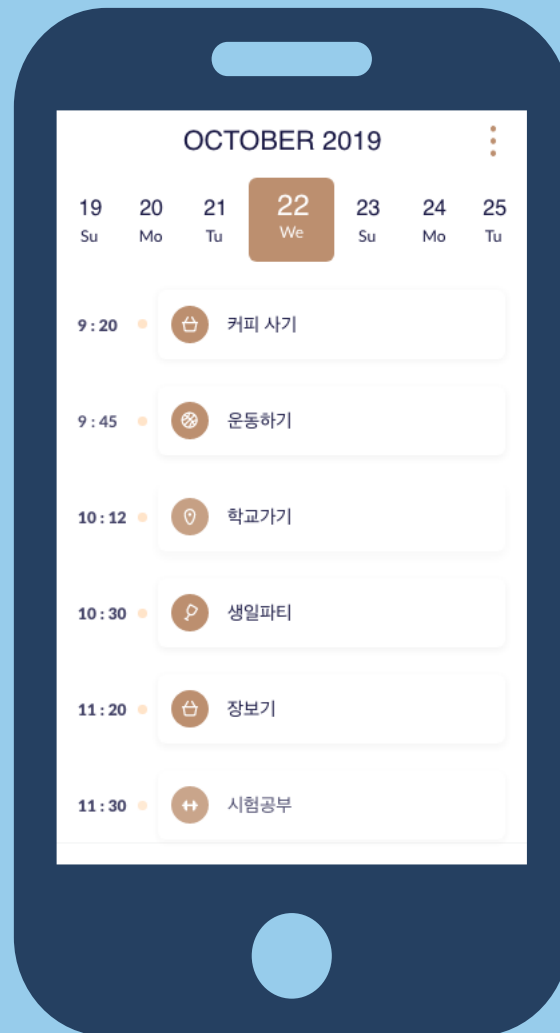 OCTOBER 2019
19 20 21 22 23 24 25
Su Mo Tu We Su Mo Tu
9 : 20 커피 사기
9 : 45 운동하기
10 : 12 학교가기
10 : 30 생일파티
11 : 20 장보기
11 : 30 시험공부